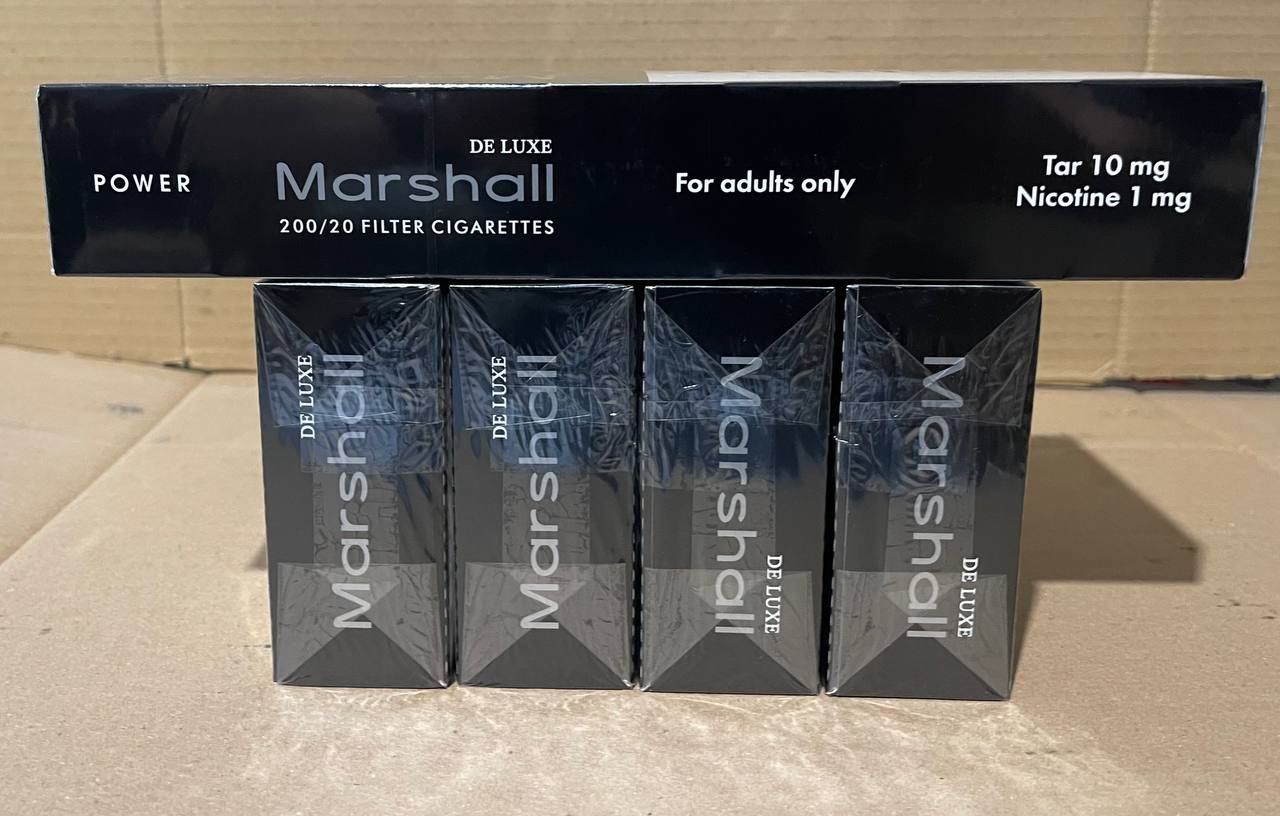 POWER
DE LUXE
Marshall
200/20 FILTER CIGARETTES
For adults only
Tar 10 mg
Nicotine 1 mg
DE LUXE
Marshall
DE LUXE
Marshall
Marshall
DE LUXE
Marshall
DE LUXE